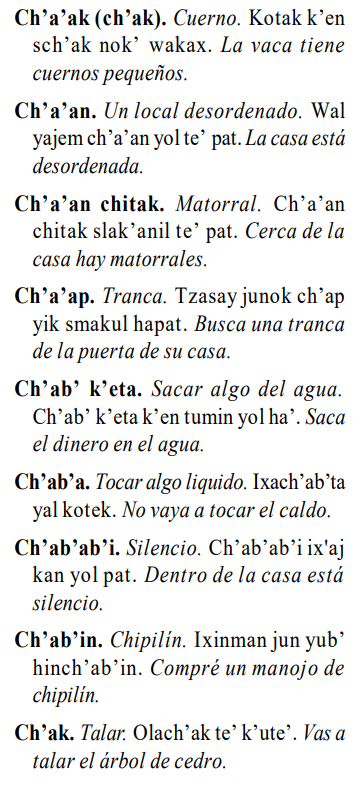 Ch’a’ak (ch’ak). Cuerno. Kotak k’en
sch’ak nok’ wakax. La vaca tiene
cuernos pequeños.
Ch’a’an. Un local desordenado. Wal
yajem ch’a’an yol te’ pat. La casa está
desordenada.
Ch’a’an chitak. Matorral. Ch’a’an
chitak slak’anil te’ pat. Cerca de la
casa hay matorrales.
Ch’a’ap. Tranca. Tzasay junok ch’ap
yik smakul hapat. Busca una tranca
de la puerta de su casa.
Ch’ab’ k’eta. Sacar algo del agua.
Ch’ab’ k’eta k’en tumin yol ha’. Saca
el dinero en el agua.
Ch’ab’a. Tocar algo liquido. Ixach’ab’ta
yal kotek. No vaya a tocar el caldo.
Ch’ab’ab’i. Silencio. Ch’ab’ab’i ix'aj
kan yol pat. Dentro de la casa está
silencio.
Ch’ab’in. Chipilín. Ixinman jun yub’
hinch’ab’in. Compré un manojo de
chipilín.
Ch’ak. Talar. Olach’ak te’ k’ute’. Vas a
talar el árbol de cedro.